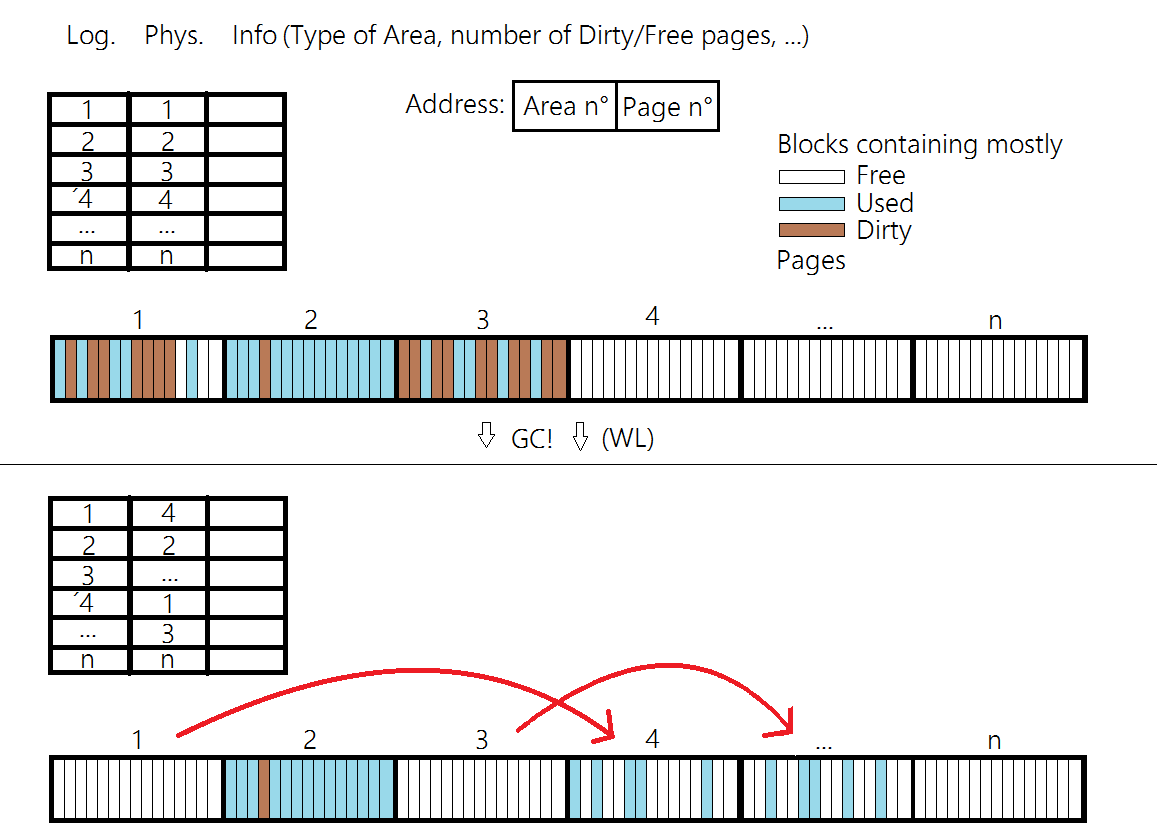 Log. Phys. Info (Type of Area, number of Dirty/Free pages, ...)
Address: Area n° Page n°
Blocks containing mostly
Free
Used
Dirty
Pages
1 1
2 2
3 3
´4 4
... ...
n n
1 2 3 4 ... n
GC! (WL)
1 4
2 2
3 ...
´4 1
... 3
n n
1 2 3 4 ... n